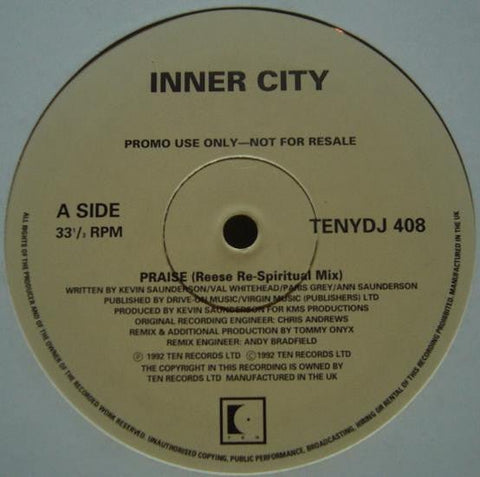 INNER CITY
PROMO USE ONLY—NOT FOR RESALE
A SIDE
33 1/3 RPM
TENYDJ 408
PRAISE (Reese Re-Spiritual Mix)
WRITTEN BY KEVIN SAUNDERSON/VAL WHITEHEAD/PARIS GREY/ANN SAUNDERSON
PUBLISHED BY DRIVE-ON MUSIC/VIRGIN MUSIC (PUBLISHERS) LTD
PRODUCED BY KEVIN SAUNDERSON FOR KMS PRODUCTIONS
ORIGINAL RECORDING ENGINEER: CHRIS ANDREWS
REMIX & ADDITIONAL PRODUCTION BY TOMMY ONYX
REMIX ENGINEER: ANDY BRADFIELD
℗ 1992 TEN RECORDS LTD © 1992 TEN RECORDS LTD
THE COPYRIGHT IN THIS RECORDING IS OWNED BY
TEN RECORDS LTD MANUFACTURED IN THE UK
TEN
ALL RIGHTS OF THE PRODUCER AND OF THE OWNER OF THE RECORDED WORK RESERVED. UNAUTHORISED COPYING, PUBLIC PERFORMANCE, BROADCASTING, HIRING OR RENTAL OF THIS RECORDING PROHIBITED. MANUFACTURED IN THE UK